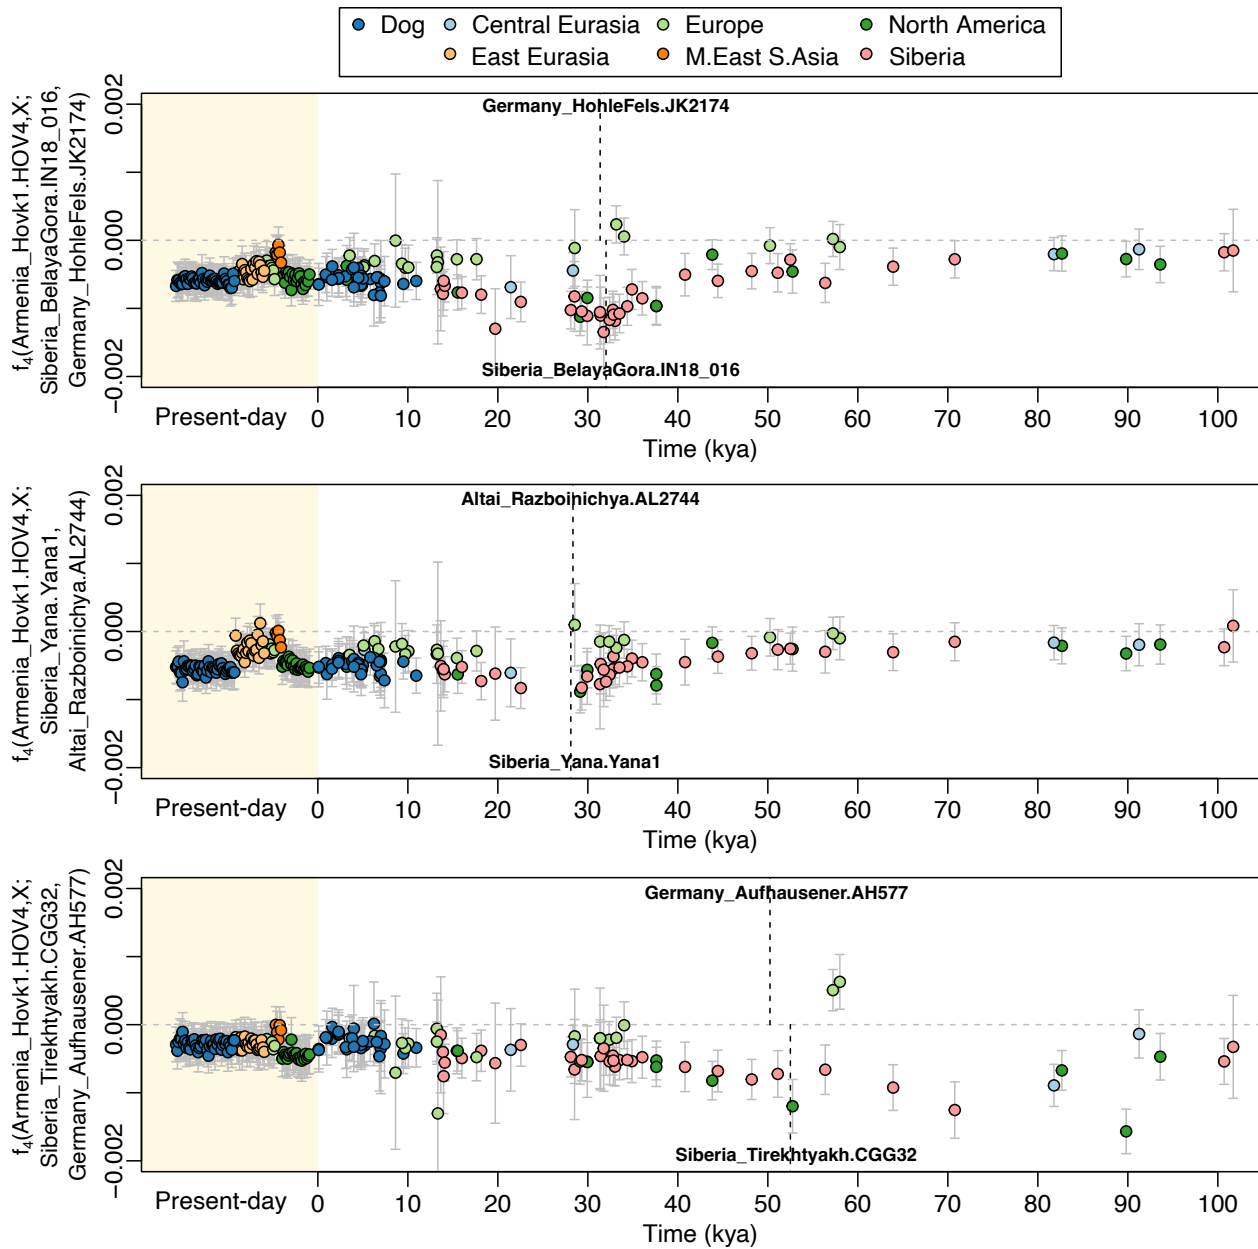 Dog Central Eurasia Europe North America
East Eurasia M.East S.Asia Siberia
f4(Armenia_Hovk1.HOV4,X;
Siberia_BelayaGora.IN18_016,
Germany_HohleFels.JK2174)
0.002
0.000
−0.002
Germany_HohleFels.JK2174
Siberia_BelayaGora.IN18_016
Present-day 0 10 20 30 40 50 60 70 80 90 100
Time (kya)
f4(Armenia_Hovk1.HOV4,X;
Siberia_Yana.Yana1,
Altai_Razboinichya.AL2744)
0.002
0.000
−0.002
Altai_Razboinichya.AL2744
Siberia_Yana.Yana1
Present-day 0 10 20 30 40 50 60 70 80 90 100
Time (kya)
f4(Armenia_Hovk1.HOV4,X;
Siberia_Tirekhtyakh.CGG32,
Germany_Aufhausener.AH577)
0.002
0.000
−0.002
Germany_Aufhausener.AH577
Siberia_Tirekhtyakh.CGG32
Present-day 0 10 20 30 40 50 60 70 80 90 100
Time (kya)